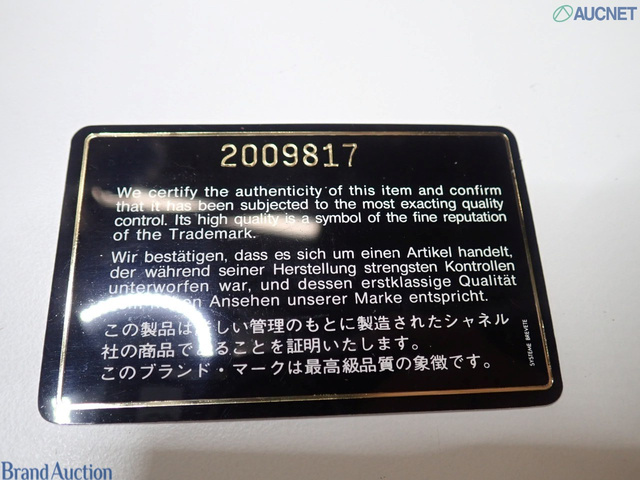 AUCNET
2009817
We certify the authenticity of this item and confirm
that it has been subjected to the most exacting quality
control. Its high quality is a symbol of the fine reputation
of the Trademark.
Wir bestätigen, dass es sich um einen Artikel handelt,
der während seiner Herstellung strengsten Kontrollen
unterworfen war, und dessen erstklassige Qualität
Ansehen unserer Marke entspricht.
この製品は しい管理のもとに製造されたシャネル
社の商品であることを証明いたします。
このブランド・マークは最高級品質の象徴です。
SYSTEME BREVETE
Brand Auction